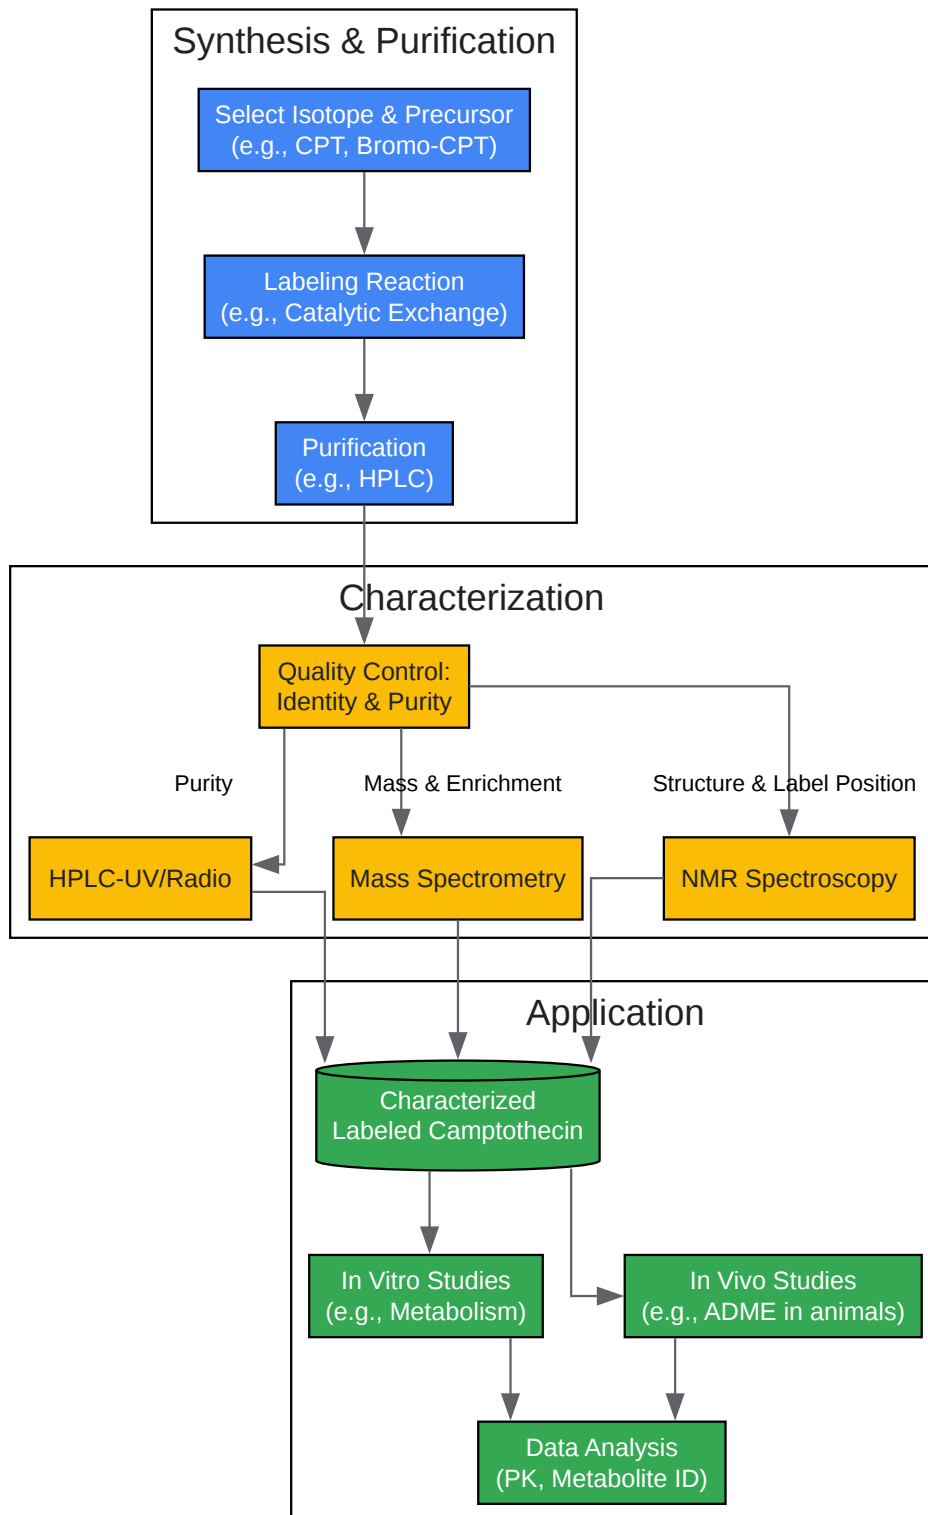 Synthesis & Purification
Select Isotope & Precursor
(e.g., CPT, Bromo-CPT)
Labeling Reaction
(e.g., Catalytic Exchange)
Purification
(e.g., HPLC)
Characterization
Quality Control:
Identity & Purity
Purity
Mass & Enrichment
Structure & Label Position
HPLC-UV/Radio
Mass Spectrometry
NMR Spectroscopy
Application
Characterized
Labeled Camptothecin
In Vitro Studies
(e.g., Metabolism)
In Vivo Studies
(e.g., ADME in animals)
Data Analysis
(PK, Metabolite ID)